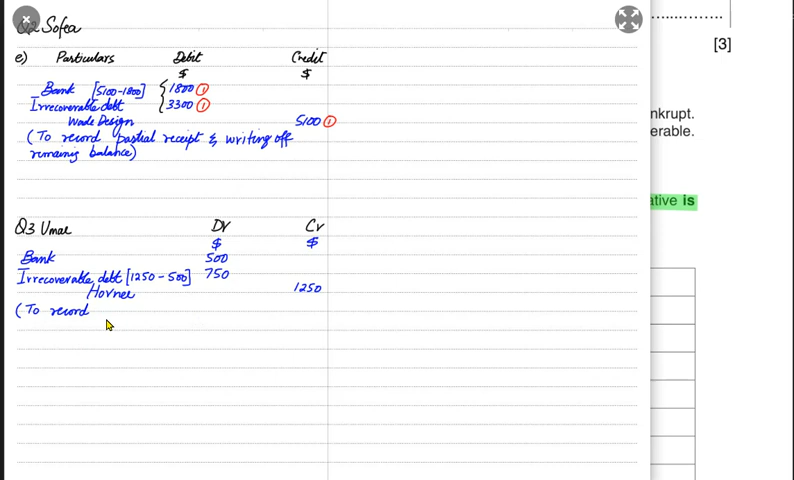 Q2 Sofea
e) Particulars Debit Credit
$ $
Bank [5100-1800] 1800 ①
Irrecoverable debt 3300 ①
Wade Design 5100 ①
(To record partial receipt & writing off
remaining balance)
Q3 Umar Dr Cr
$ $
Bank 500
Irrecoverable debt [1250 - 500] 750
Horner 1250
(To record
[3]
nkrupt.
erable.
ative is